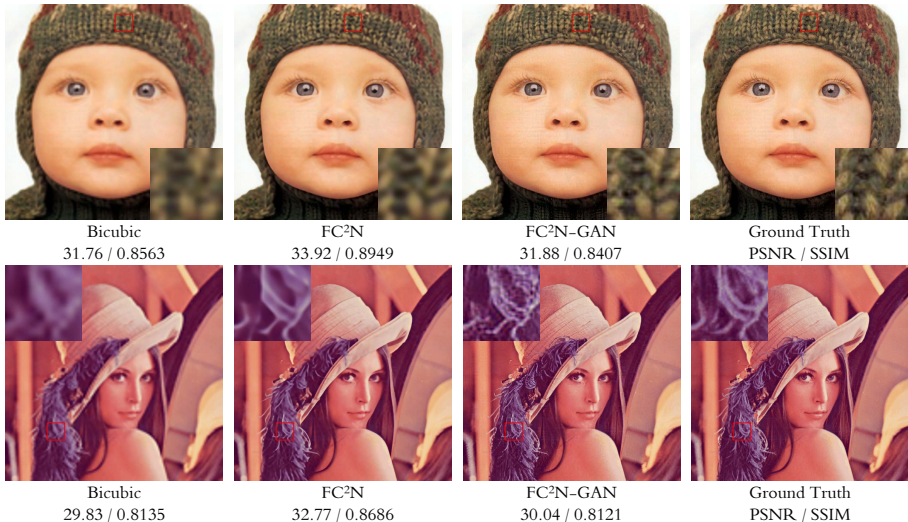 Bicubic FC²N FC²N-GAN Ground Truth
31.76 / 0.8563 33.92 / 0.8949 31.88 / 0.8407 PSNR / SSIM
Bicubic FC²N FC²N-GAN Ground Truth
29.83 / 0.8135 32.77 / 0.8686 30.04 / 0.8121 PSNR / SSIM